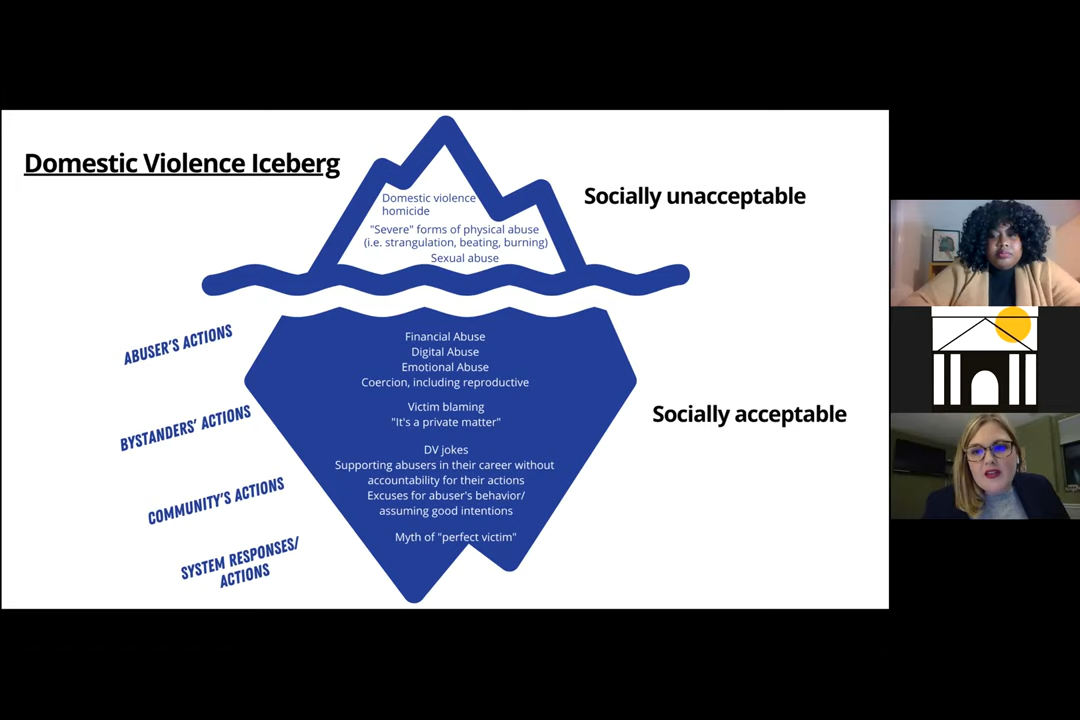 Domestic Violence Iceberg
Socially unacceptable
Domestic violence
homicide
"Severe" forms of physical abuse
(i.e. strangulation, beating, burning)
Sexual abuse
ABUSER'S ACTIONS
Financial Abuse
Digital Abuse
Emotional Abuse
Coercion, including reproductive
BYSTANDERS' ACTIONS
Victim blaming
"It's a private matter"
Socially acceptable
COMMUNITY'S ACTIONS
DV jokes
Supporting abusers in their career without
accountability for their actions
Excuses for abuser's behavior/
assuming good intentions
SYSTEM RESPONSES/
ACTIONS
Myth of "perfect victim"